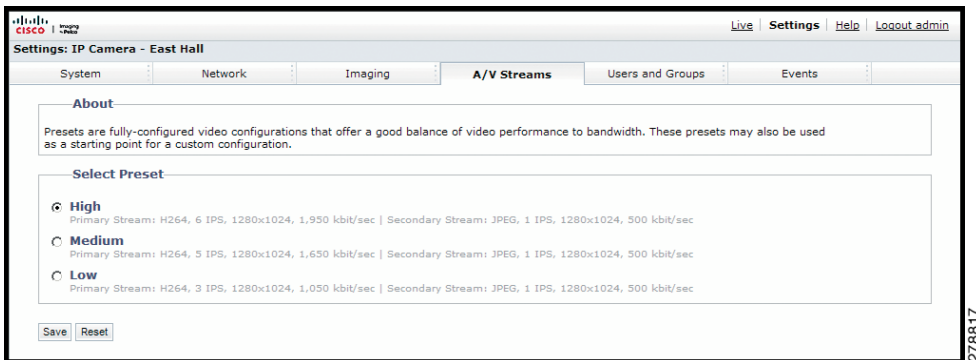 CISCO Imaging by Pelco
Live Settings Help Logout admin
Settings: IP Camera - East Hall
System Network Imaging A/V Streams Users and Groups Events
About
Presets are fully-configured video configurations that offer a good balance of video performance to bandwidth. These presets may also be used
as a starting point for a custom configuration.
Select Preset
High
Primary Stream: H264, 6 IPS, 1280x1024, 1,950 kbit/sec | Secondary Stream: JPEG, 1 IPS, 1280x1024, 500 kbit/sec
Medium
Primary Stream: H264, 5 IPS, 1280x1024, 1,650 kbit/sec | Secondary Stream: JPEG, 1 IPS, 1280x1024, 500 kbit/sec
Low
Primary Stream: H264, 3 IPS, 1280x1024, 1,050 kbit/sec | Secondary Stream: JPEG, 1 IPS, 1280x1024, 500 kbit/sec
Save Reset
278817